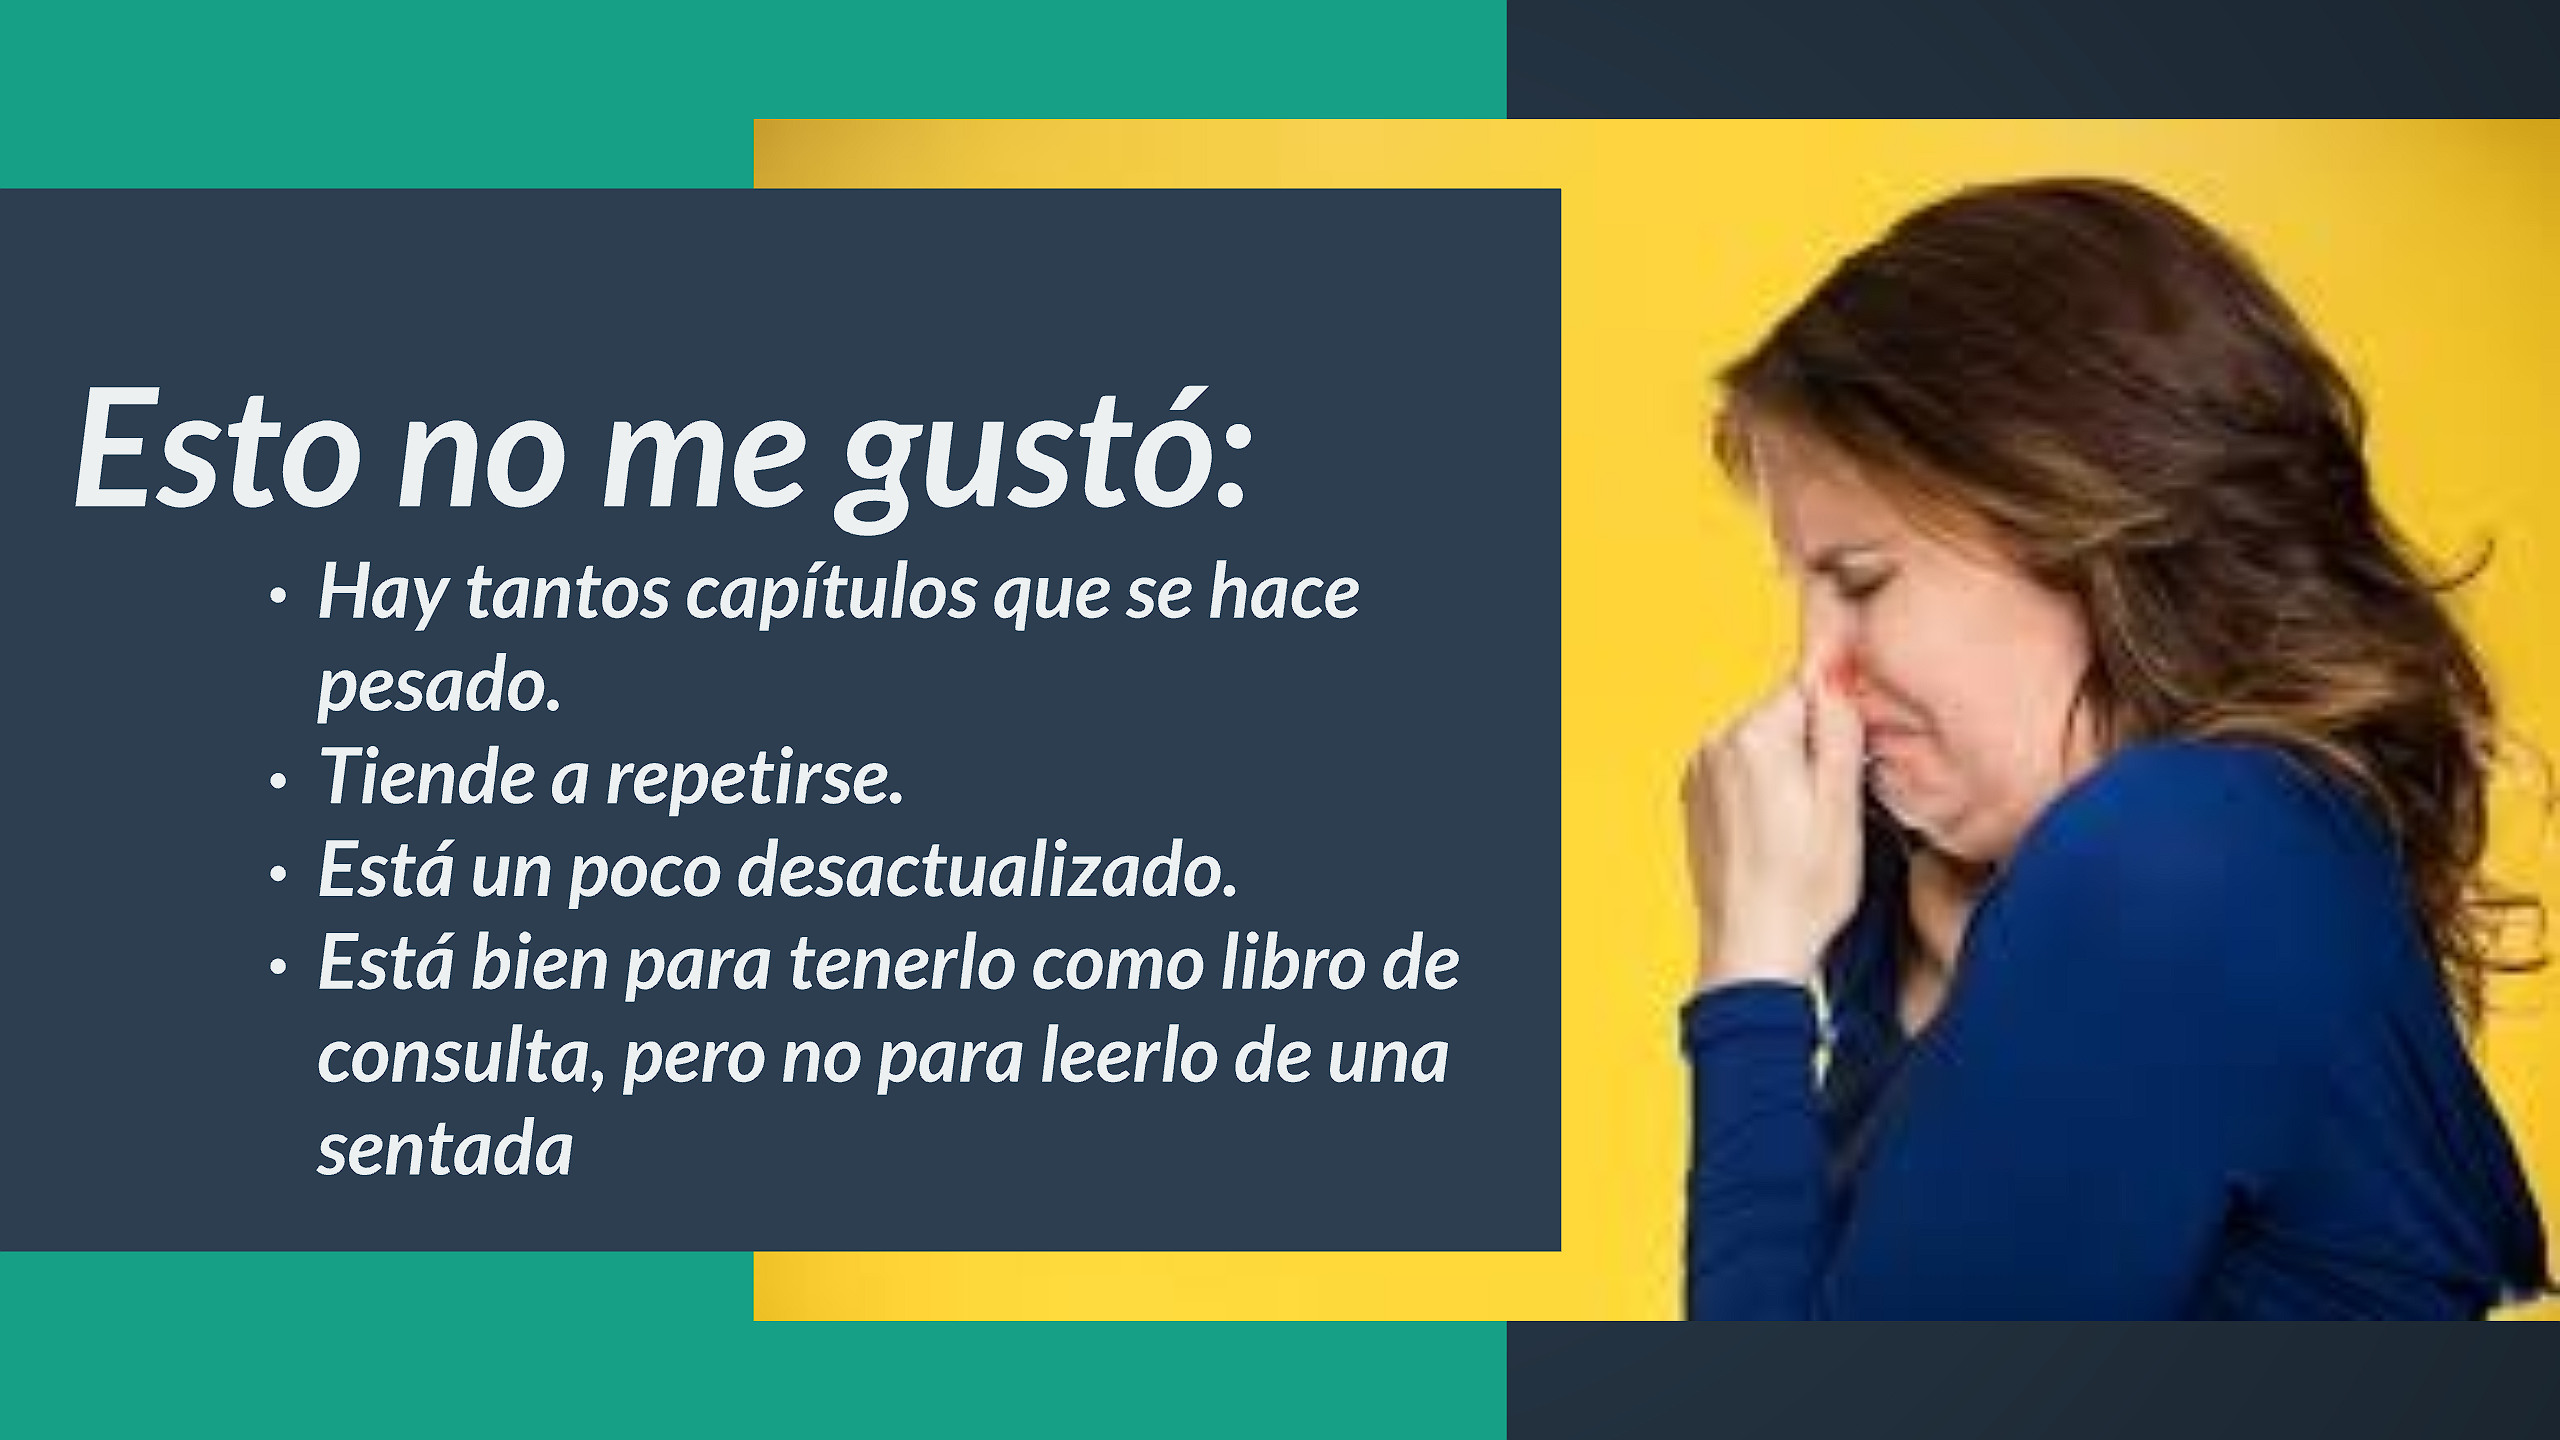 Esto no me gustó:
• Hay tantos capítulos que se hace
pesado.
• Tiende a repetirse.
• Está un poco desactualizado.
• Está bien para tenerlo como libro de
consulta, pero no para leerlo de una
sentada